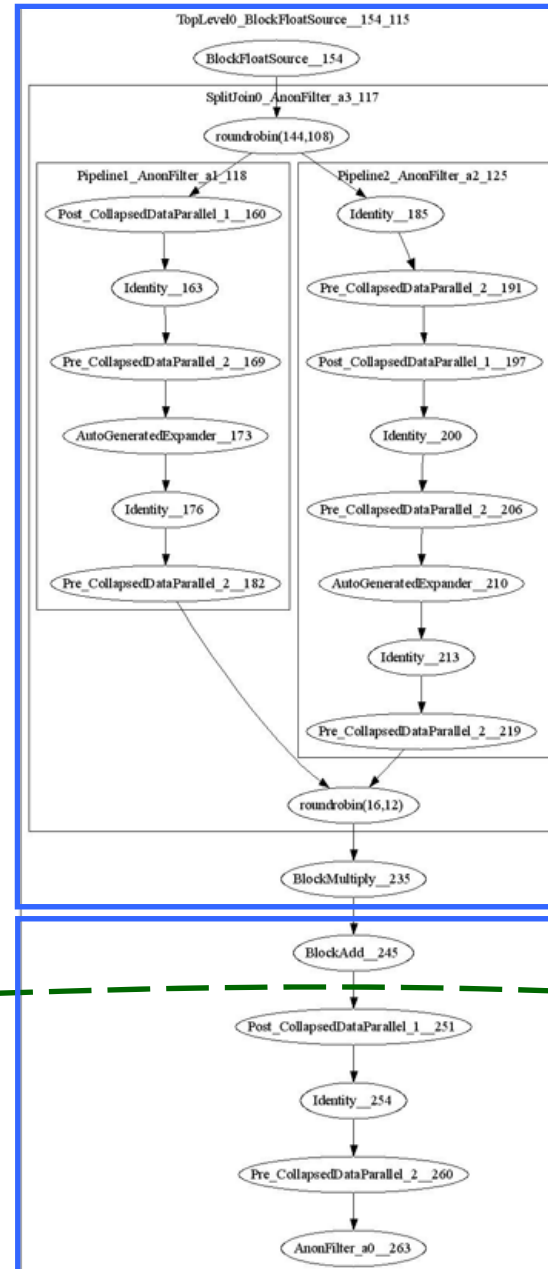 TopLevel0_BlockFloatSource__154_115
BlockFloatSource__154
SplitJoin0_AnonFilter_a3_117
roundrobin(144,108)
Pipeline1_AnonFilter_a1_118
Post_CollapsedDataParallel_1__160
Identity__163
Pre_CollapsedDataParallel_2__169
AutoGeneratedExpander__173
Identity__176
Pre_CollapsedDataParallel_2__182
Pipeline2_AnonFilter_a2_125
Identity__185
Pre_CollapsedDataParallel_2__191
Post_CollapsedDataParallel_1__197
Identity__200
Pre_CollapsedDataParallel_2__206
AutoGeneratedExpander__210
Identity__213
Pre_CollapsedDataParallel_2__219
roundrobin(16,12)
BlockMultiply__235
BlockAdd__245
Post_CollapsedDataParallel_1__251
Identity__254
Pre_CollapsedDataParallel_2__260
AnonFilter_a0__263